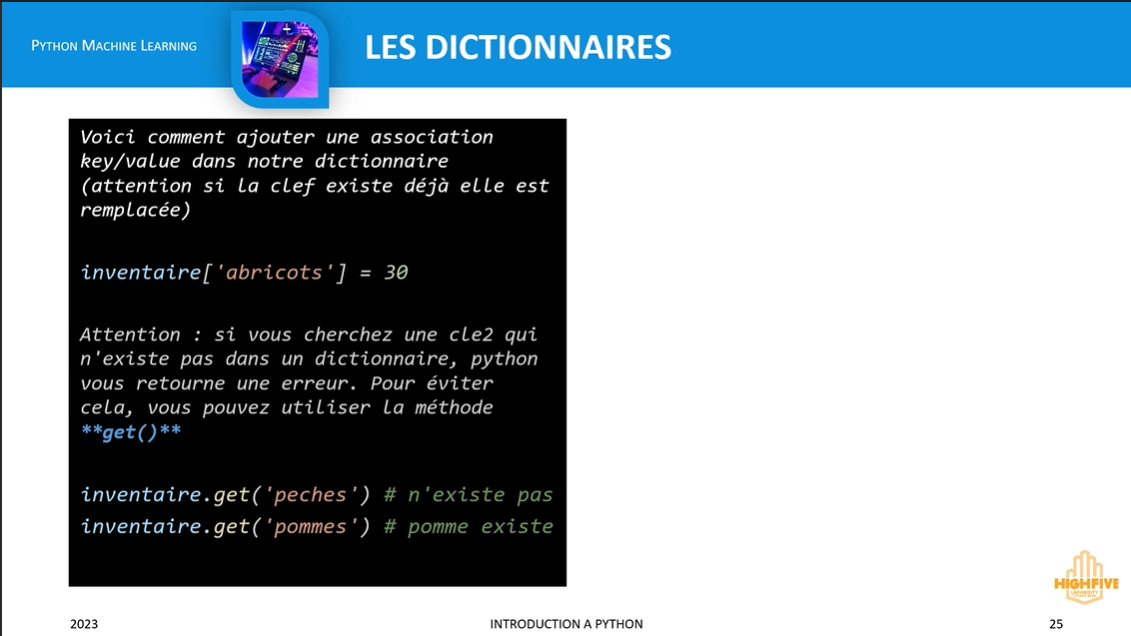 PYTHON MACHINE LEARNING
LES DICTIONNAIRES
Voici comment ajouter une association
key/value dans notre dictionnaire
(attention si la clef existe déjà elle est
remplacée)
inventaire['abricots'] = 30
Attention : si vous cherchez une cle2 qui
n'existe pas dans un dictionnaire, python
vous retourne une erreur. Pour éviter
cela, vous pouvez utiliser la méthode
**get()**
inventaire.get('peches') # n'existe pas
inventaire.get('pommes') # pomme existe
HIGHFIVE
UNIVERSITY
2023
INTRODUCTION A PYTHON
25